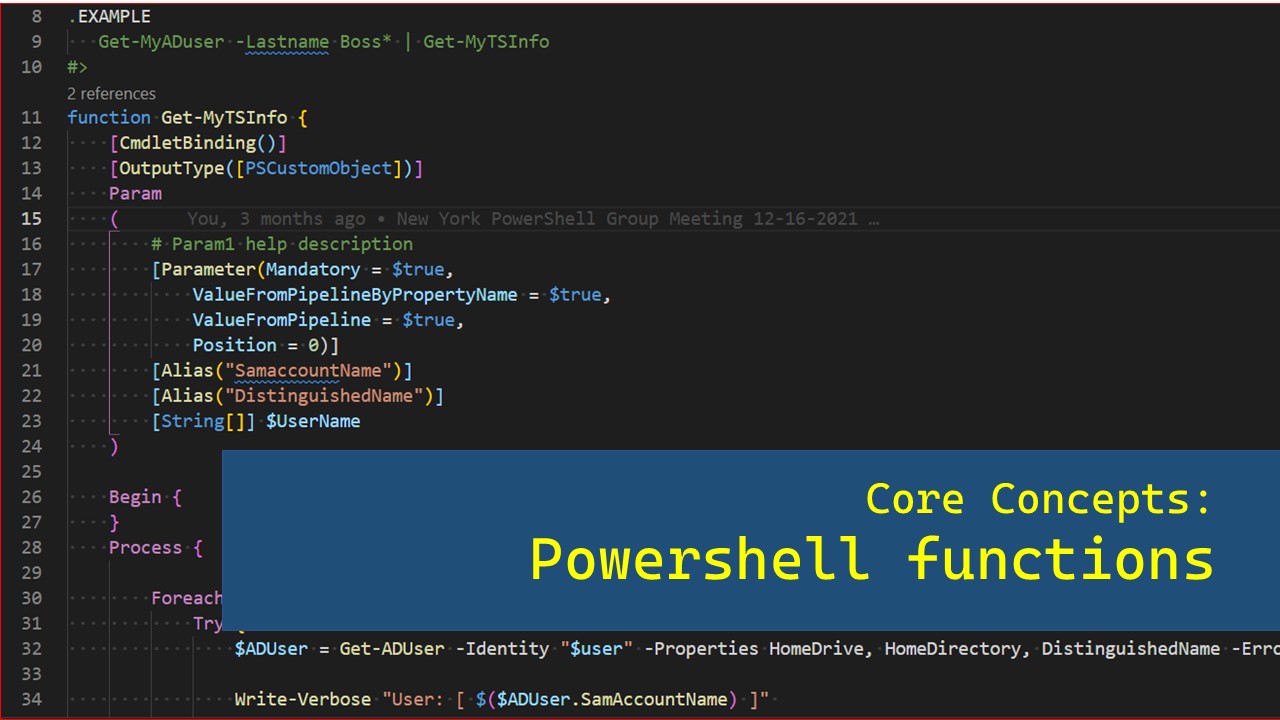 8 .EXAMPLE
9 Get-MyADuser -Lastname Boss* | Get-MyTSInfo
10 #>
2 references
11 function Get-MyTSInfo {
12 [CmdletBinding()]
13 [OutputType([PSCustomObject])]
14 Param
15 ( You, 3 months ago • New York PowerShell Group Meeting 12-16-2021 …
16 # Param1 help description
17 [Parameter(Mandatory = $true,
18 ValueFromPipelineByPropertyName = $true,
19 ValueFromPipeline = $true,
20 Position = 0)]
21 [Alias("SamaccountName")]
22 [Alias("DistinguishedName")]
23 [String[]] $UserName
24 )
25
26 Begin {
27 }
28 Process {
29
30 Foreach
31 Try {
Core Concepts:
Powershell functions
32 $ADUser = Get-ADUser -Identity "$user" -Properties HomeDrive, HomeDirectory, DistinguishedName -Erro
33
34 Write-Verbose "User: [ $($ADUser.SamAccountName) ]"